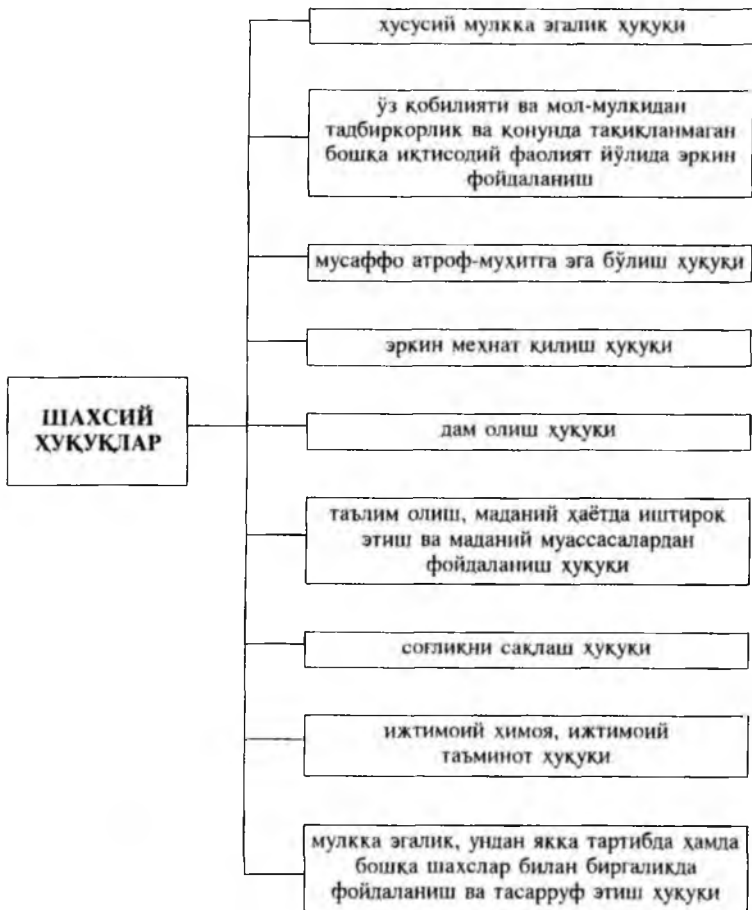 хусусий мулкка эгалик ҳуқуқи
ўз қобилияти ва мол-мулкидан
тадбиркорлик ва қонунда тақиқланмаган
бошқа иқтисодий фаолият йўлида эркин
фойдаланиш
мусаффо атроф-муҳитга эга бўлиш ҳуқуқи
эркин меҳнат қилиш ҳуқуқи
ШАХСИЙ
ҲУҚУҚЛАР
дам олиш ҳуқуқи
таълим олиш, маданий ҳаётда иштирок
этиш ва маданий муассасалардан
фойдаланиш ҳуқуқи
соғлиқни сақлаш ҳуқуқи
ижтимоий ҳимоя, ижтимоий
таъминот ҳуқуқи
мулкка эгалик, ундан якка тартибда ҳамда
бошқа шахслар билан биргаликда
фойдаланиш ва тасарруф этиш ҳуқуқи